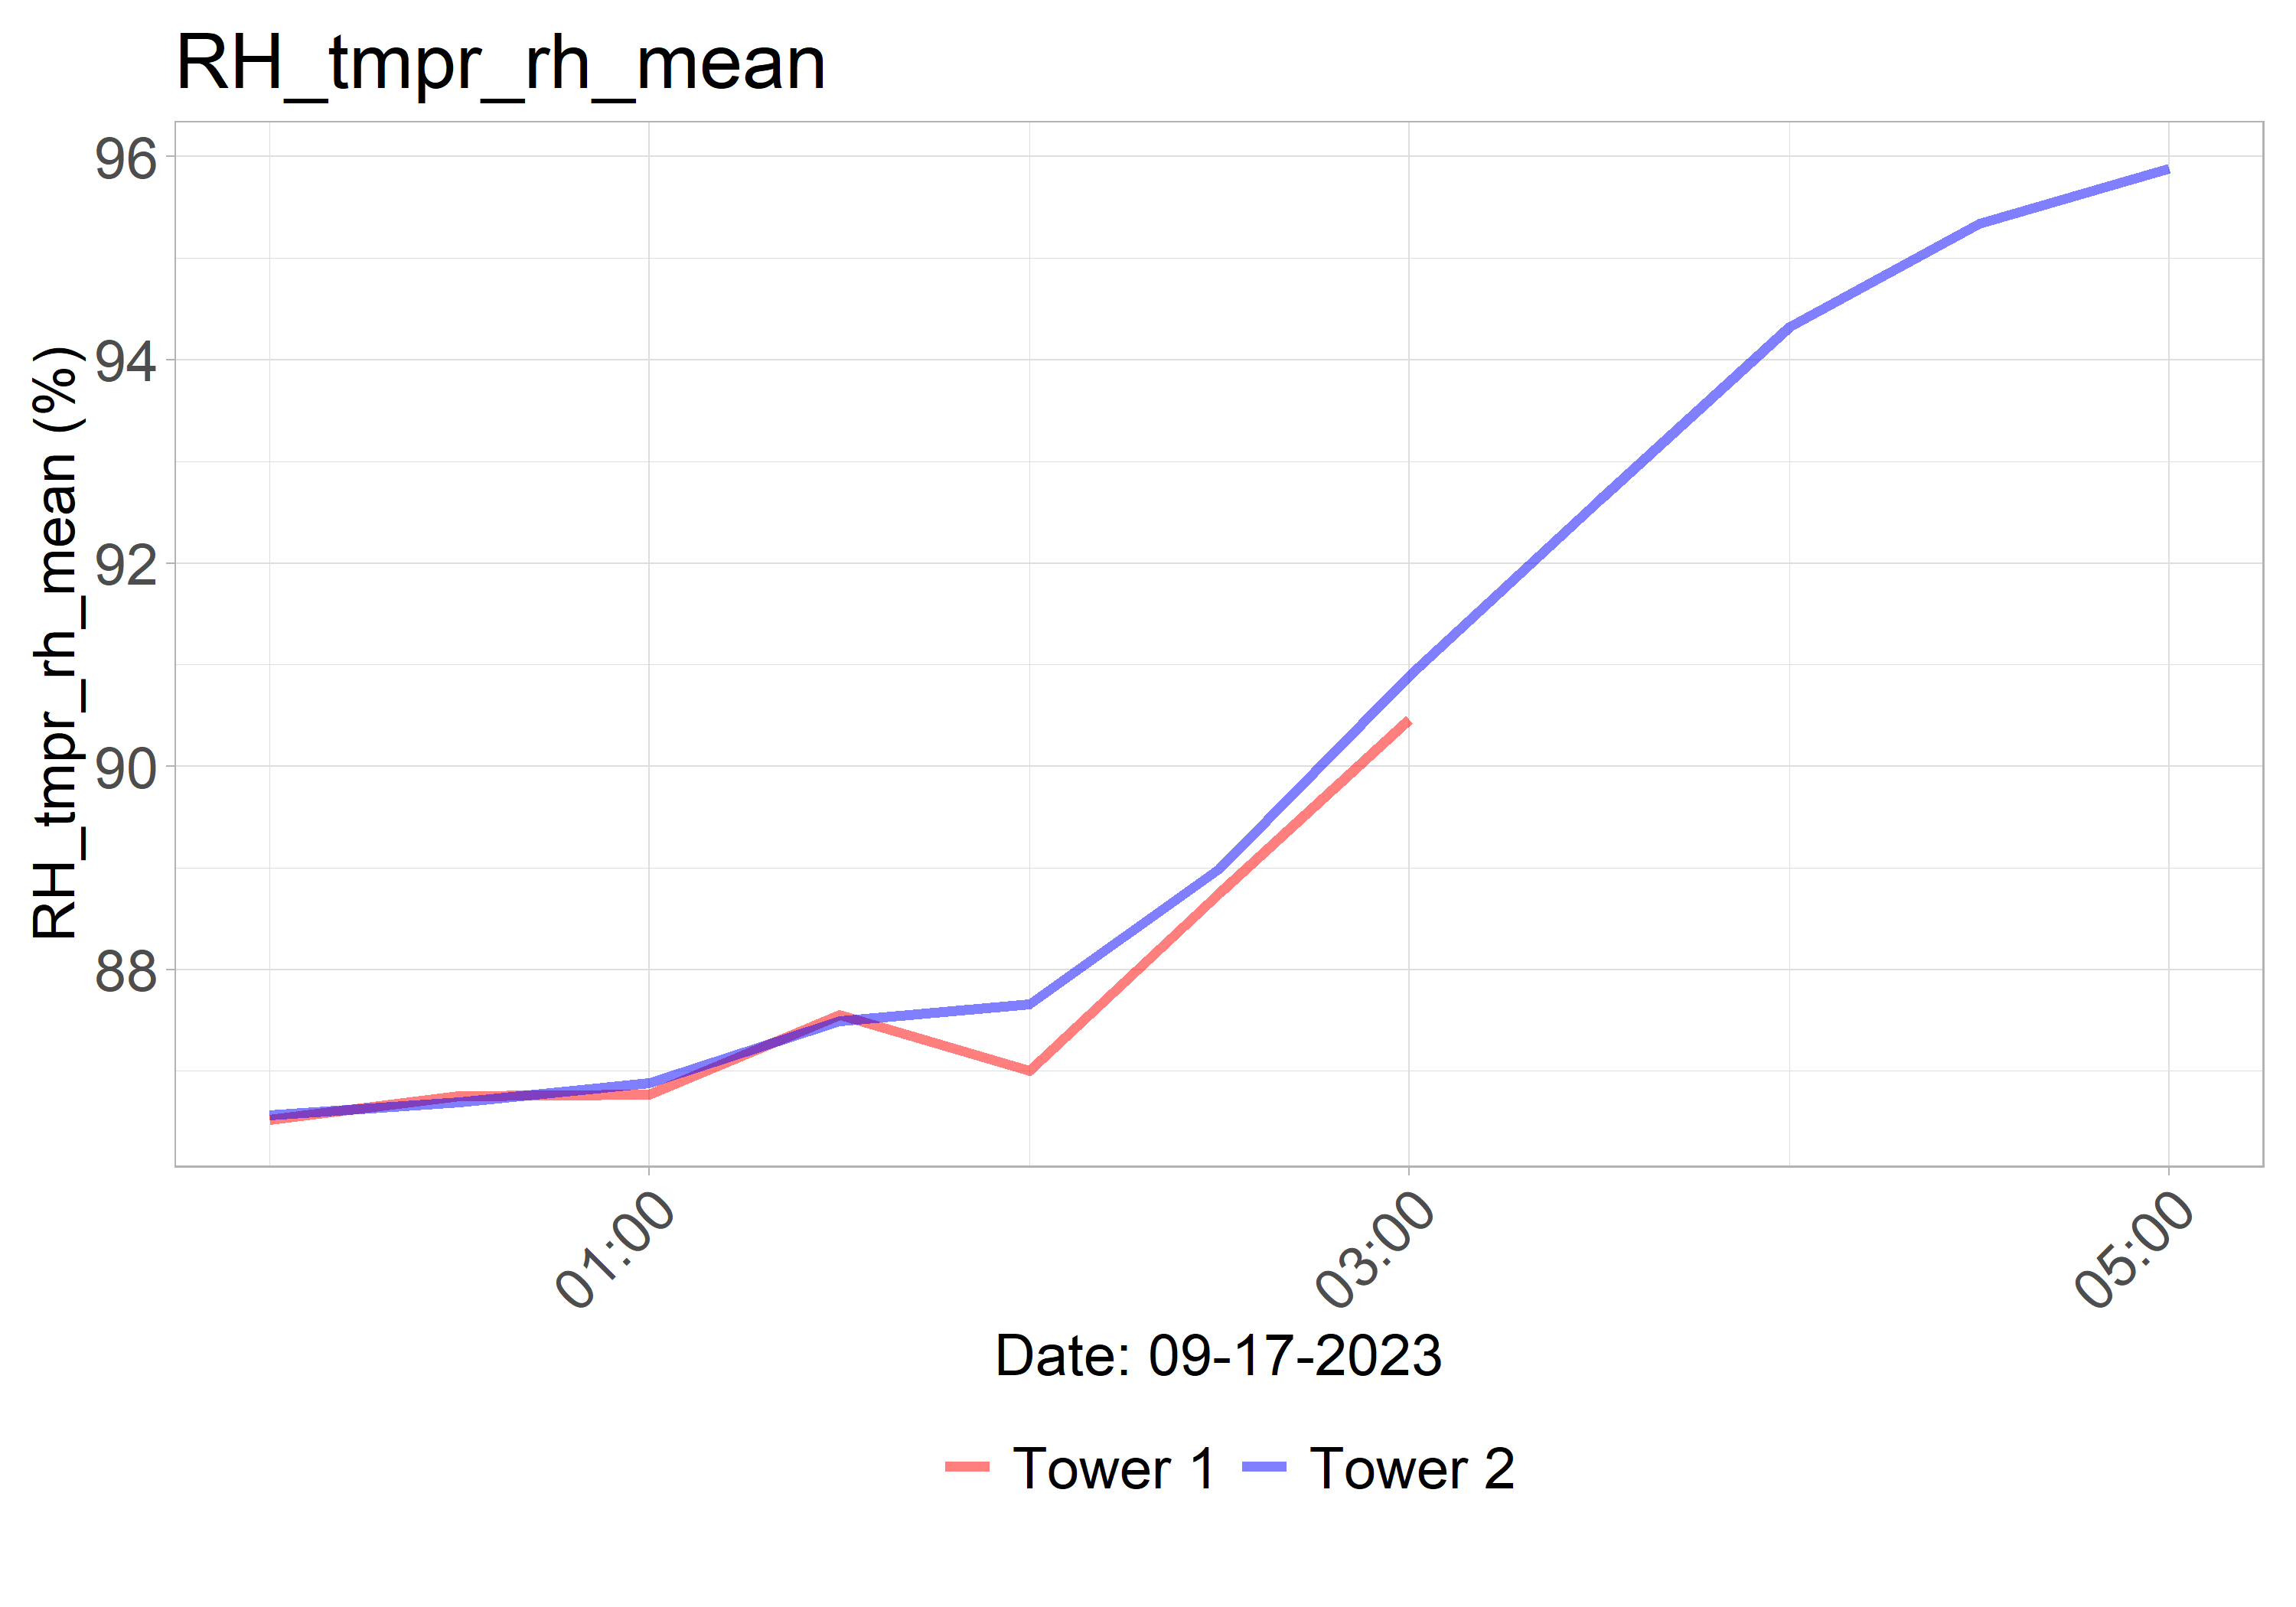 RH_tmpr_rh_mean
RH_tmpr_rh_mean (%)
96
94
92
90
88
01:00
03:00
05:00
Date: 09-17-2023
Tower 1
Tower 2